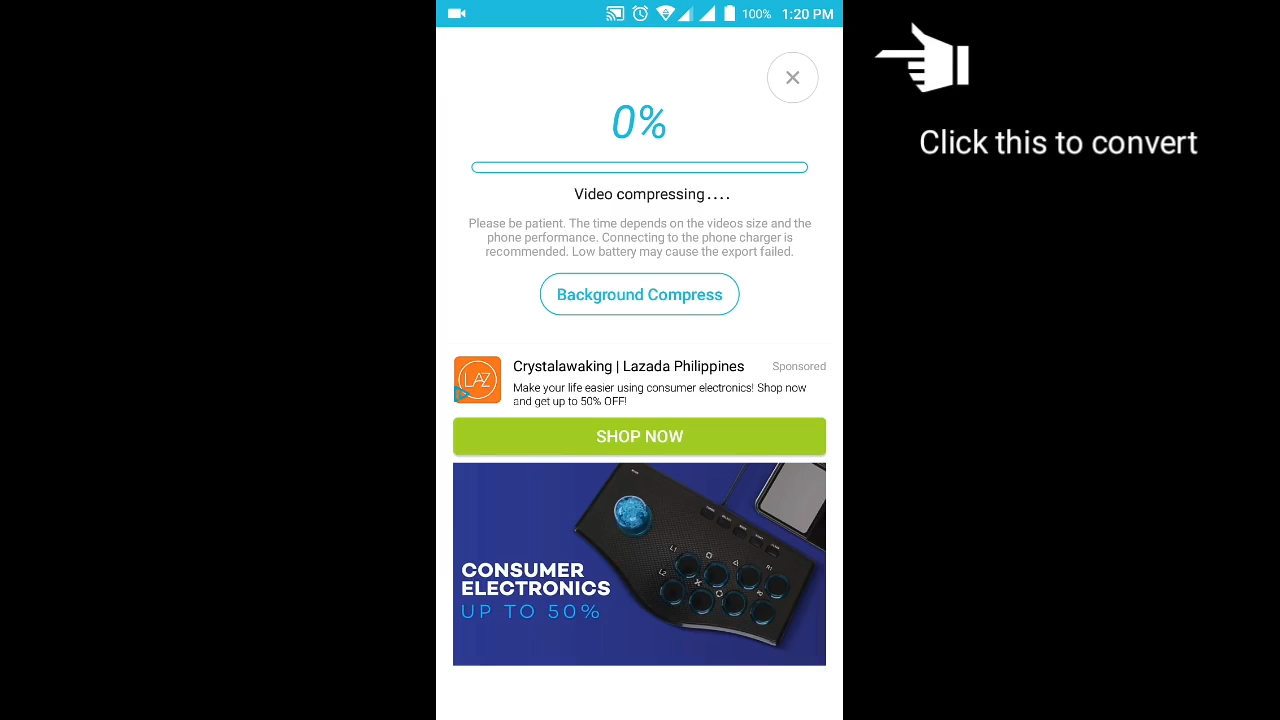 100% 1:20 PM
0%
Click this to convert
Video compressing....
Please be patient. The time depends on the videos size and the
phone performance. Connecting to the phone charger is
recommended. Low battery may cause the export failed.
Background Compress
LAZ
Crystalawaking | Lazada Philippines
Sponsored
Make your life easier using consumer electronics! Shop now
and get up to 50% OFF!
SHOP NOW
L1
R1
L2
CONSUMER
ELECTRONICS
UP TO 50%